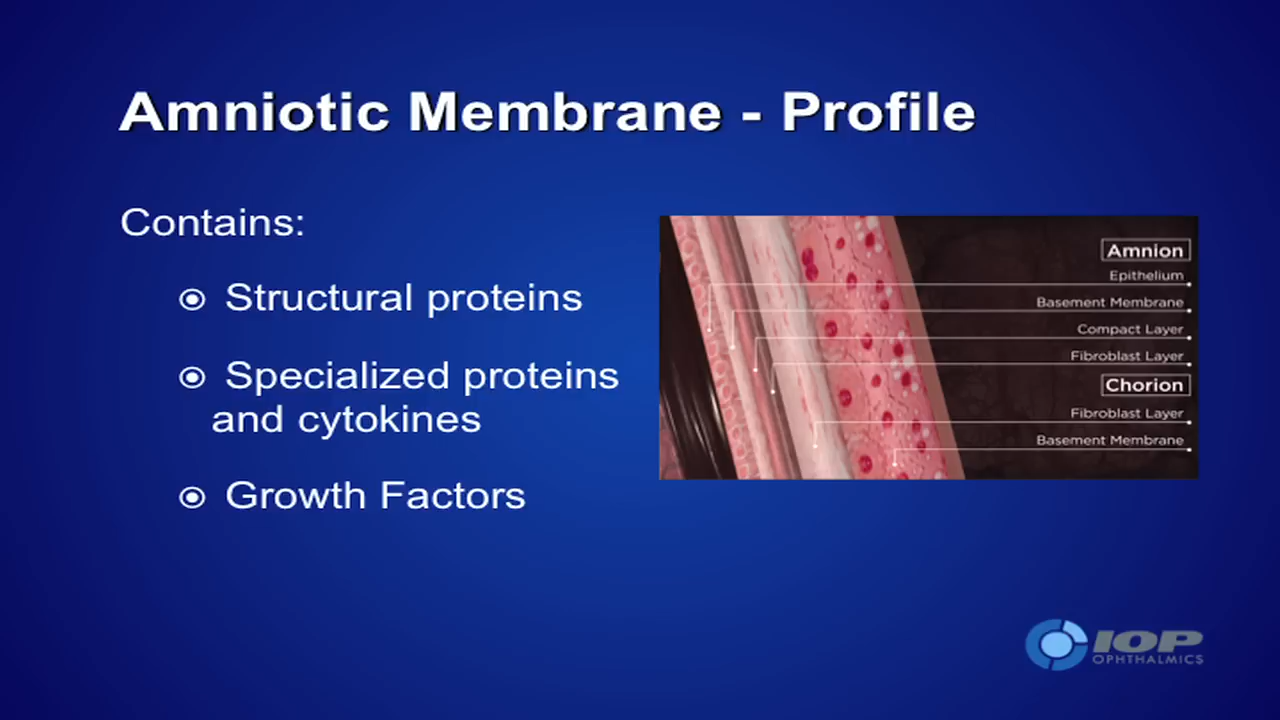 Amniotic Membrane - Profile
Contains:
Structural proteins
Specialized proteins
and cytokines
Growth Factors
Amnion
Epithelium
Basement Membrane
Compact Layer
Fibroblast Layer
Chorion
Fibroblast Layer
Basement Membrane
IOP
OPHTHALMICS